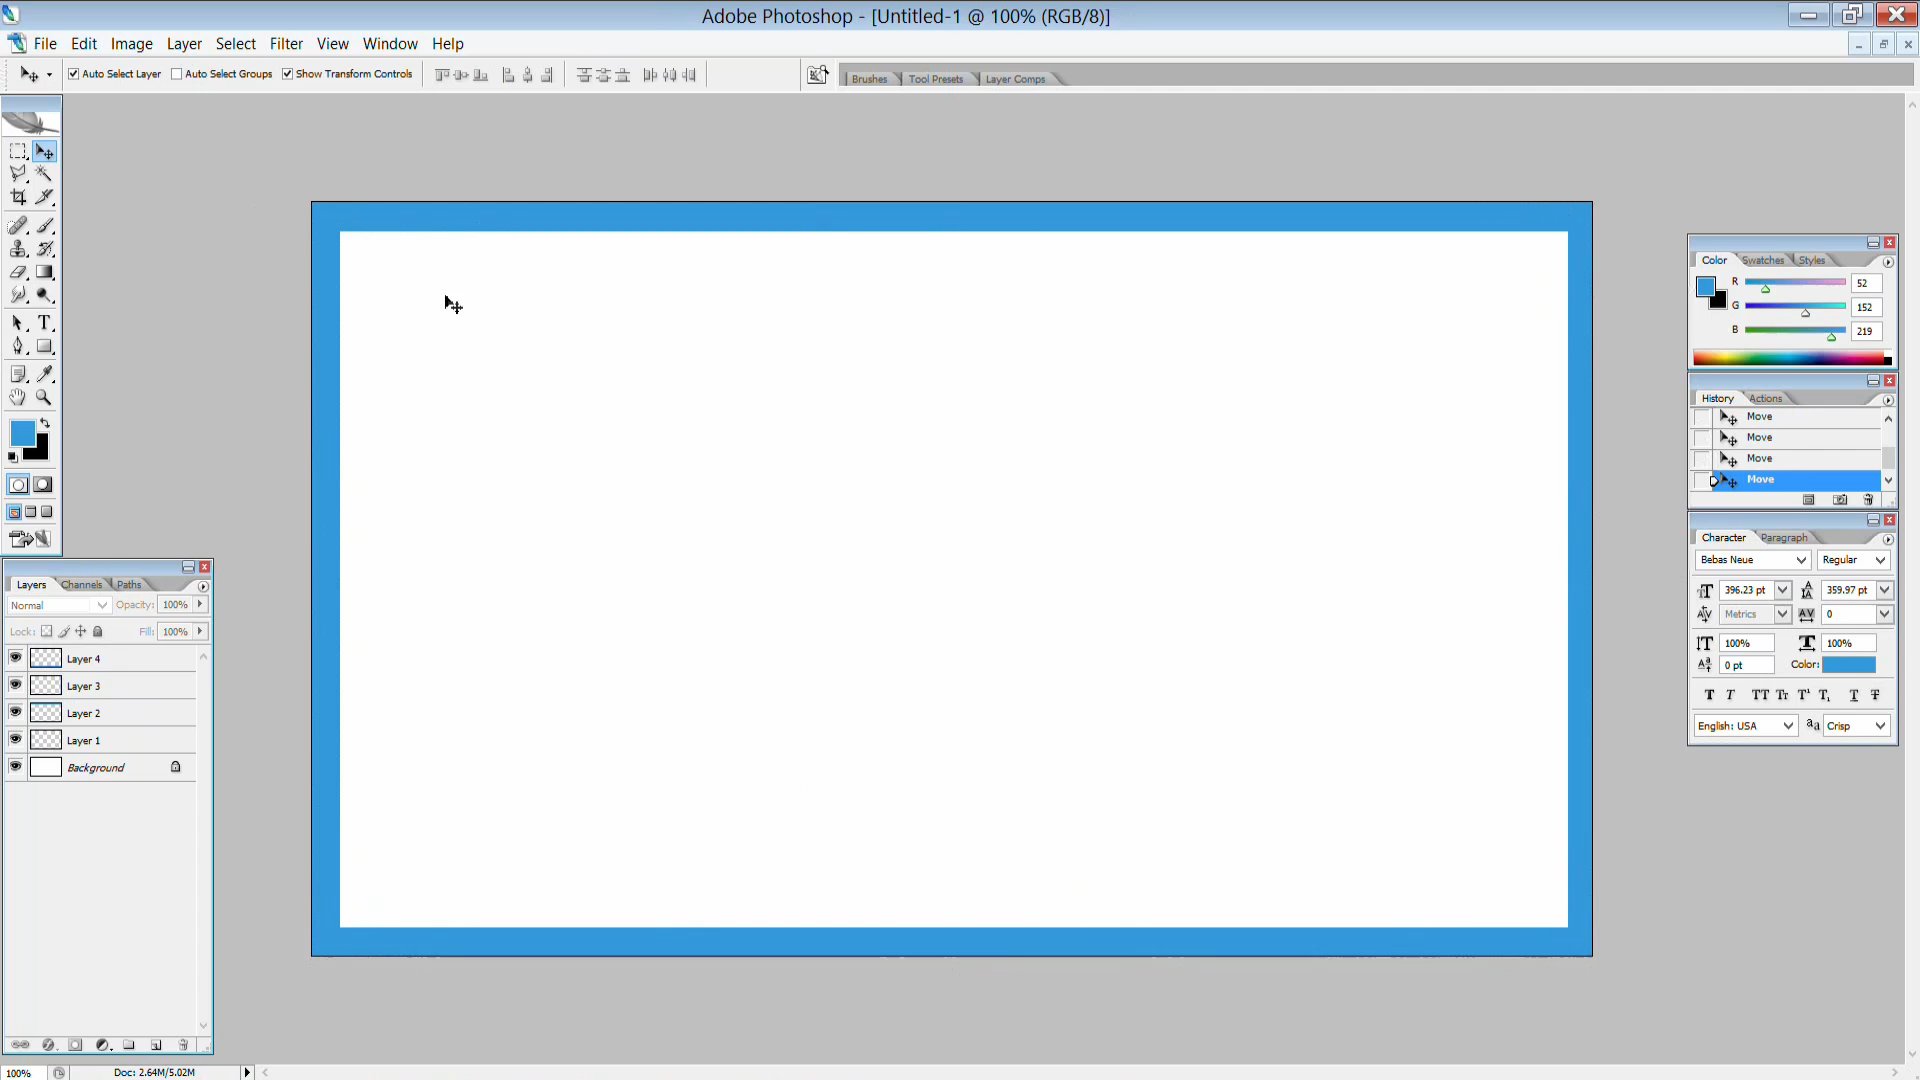 Adobe Photoshop - [Untitled-1 @ 100% (RGB/8)]
File Edit Image Layer Select Filter View Window Help
Auto Select Layer Auto Select Groups Show Transform Controls
Brushes Tool Presets Layer Comps
Color Swatches Styles
R 52
G 152
B 219
History Actions
Move
Move
Move
Move
Character Paragraph
Bebas Neue Regular
396.23 pt 359.97 pt
Metrics 0
100% 100%
0 pt Color:
T T TT Tr T¹ T, T T
English: USA aa Crisp
Layers Channels Paths
Normal Opacity: 100%
Lock: Fill: 100%
Layer 4
Layer 3
Layer 2
Layer 1
Background
100% Doc: 2.64M/5.02M